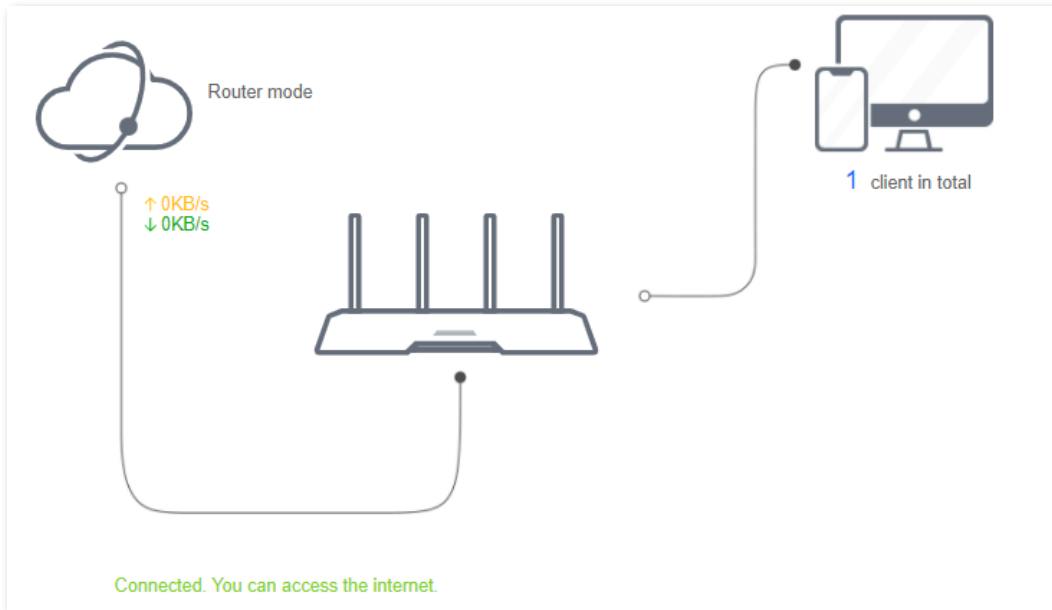 Router mode
↑ 0KB/s
↓ 0KB/s
1 client in total
Connected. You can access the internet.